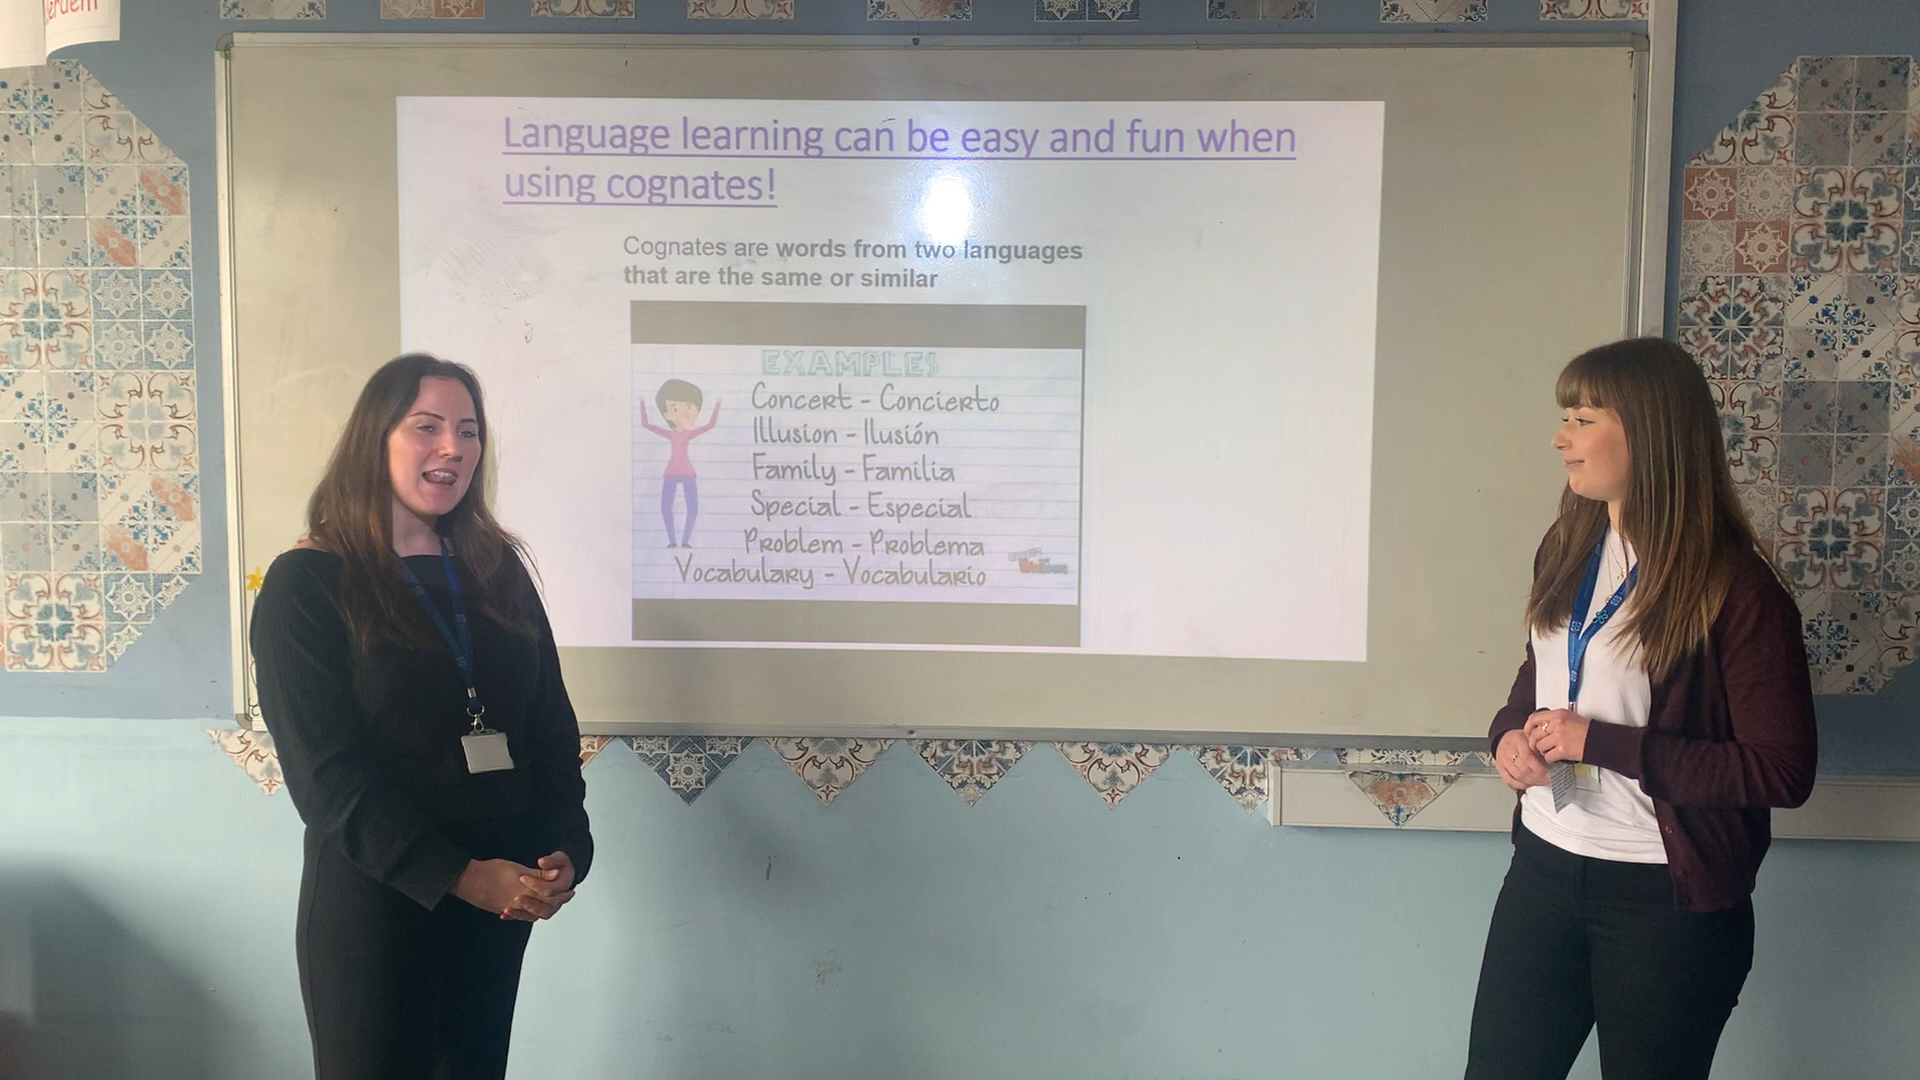 Language learning can be easy and fun when
using cognates!
Cognates are words from two languages
that are the same or similar
EXAMPLES
Concert - Concierto
Illusion - Ilusión
Family - Familia
Special - Especial
Problem - Problema
Vocabulary - Vocabulario